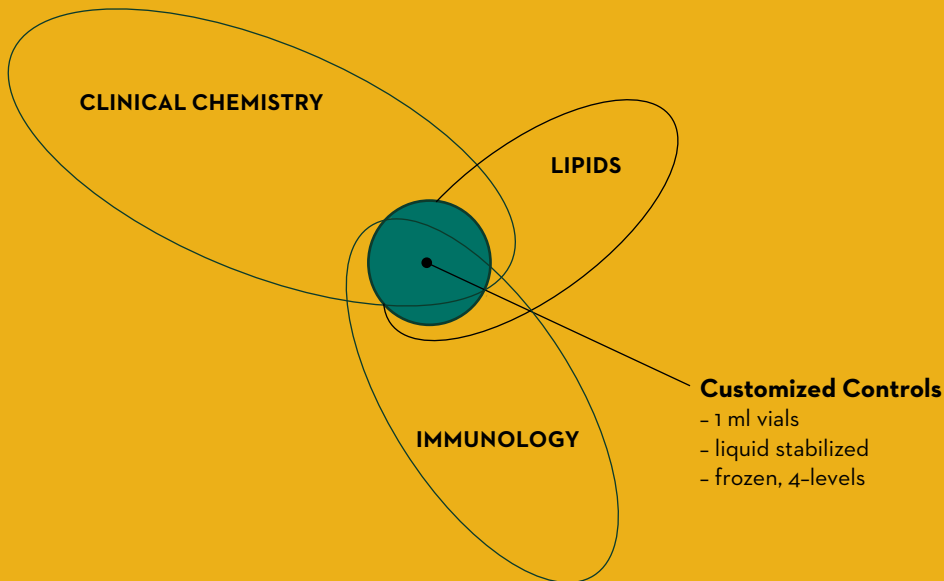 CLINICAL CHEMISTRY
LIPIDS
IMMUNOLOGY
Customized Controls
– 1 ml vials
– liquid stabilized
– frozen, 4–levels